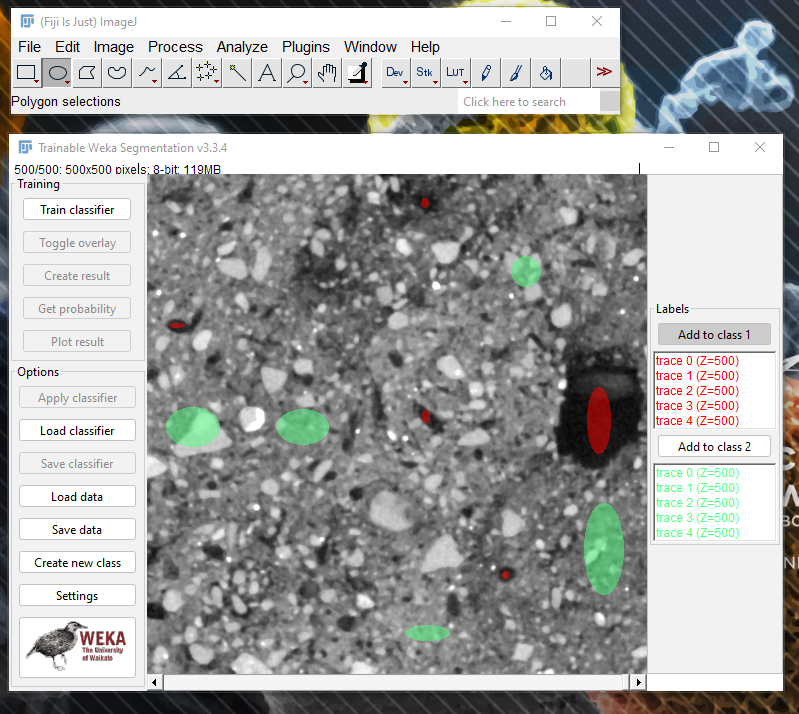 (Fiji Is Just) ImageJ
File Edit Image Process Analyze Plugins Window Help
Dev Stk LUT
Polygon selections
Click here to search
Trainable Weka Segmentation v3.3.4
500/500; 500x500 pixels; 8-bit; 119MB
Training
Train classifier
Toggle overlay
Create result
Get probability
Plot result
Options
Apply classifier
Load classifier
Save classifier
Load data
Save data
Create new class
Settings
WEKA
The University
of Waikato
Labels
Add to class 1
trace 0 (Z=500)
trace 1 (Z=500)
trace 2 (Z=500)
trace 3 (Z=500)
trace 4 (Z=500)
Add to class 2
trace 0 (Z=500)
trace 1 (Z=500)
trace 2 (Z=500)
trace 3 (Z=500)
trace 4 (Z=500)